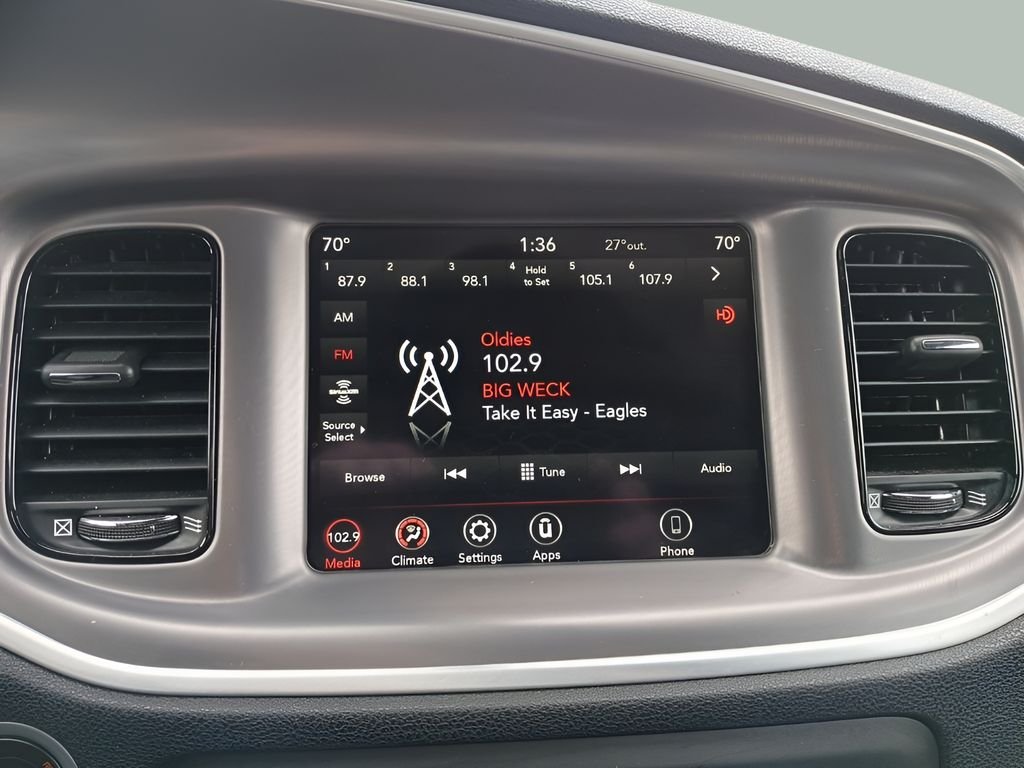 70° 1:36 27°out. 70°
1 87.9 2 88.1 3 98.1 4 Hold to Set 5 105.1 6 107.9
AM
HD
Oldies
FM
102.9
BIG WECK
SiriusXM
Take It Easy - Eagles
Source
Select
Browse Tune Audio
102.9
Media Climate Settings Apps Phone